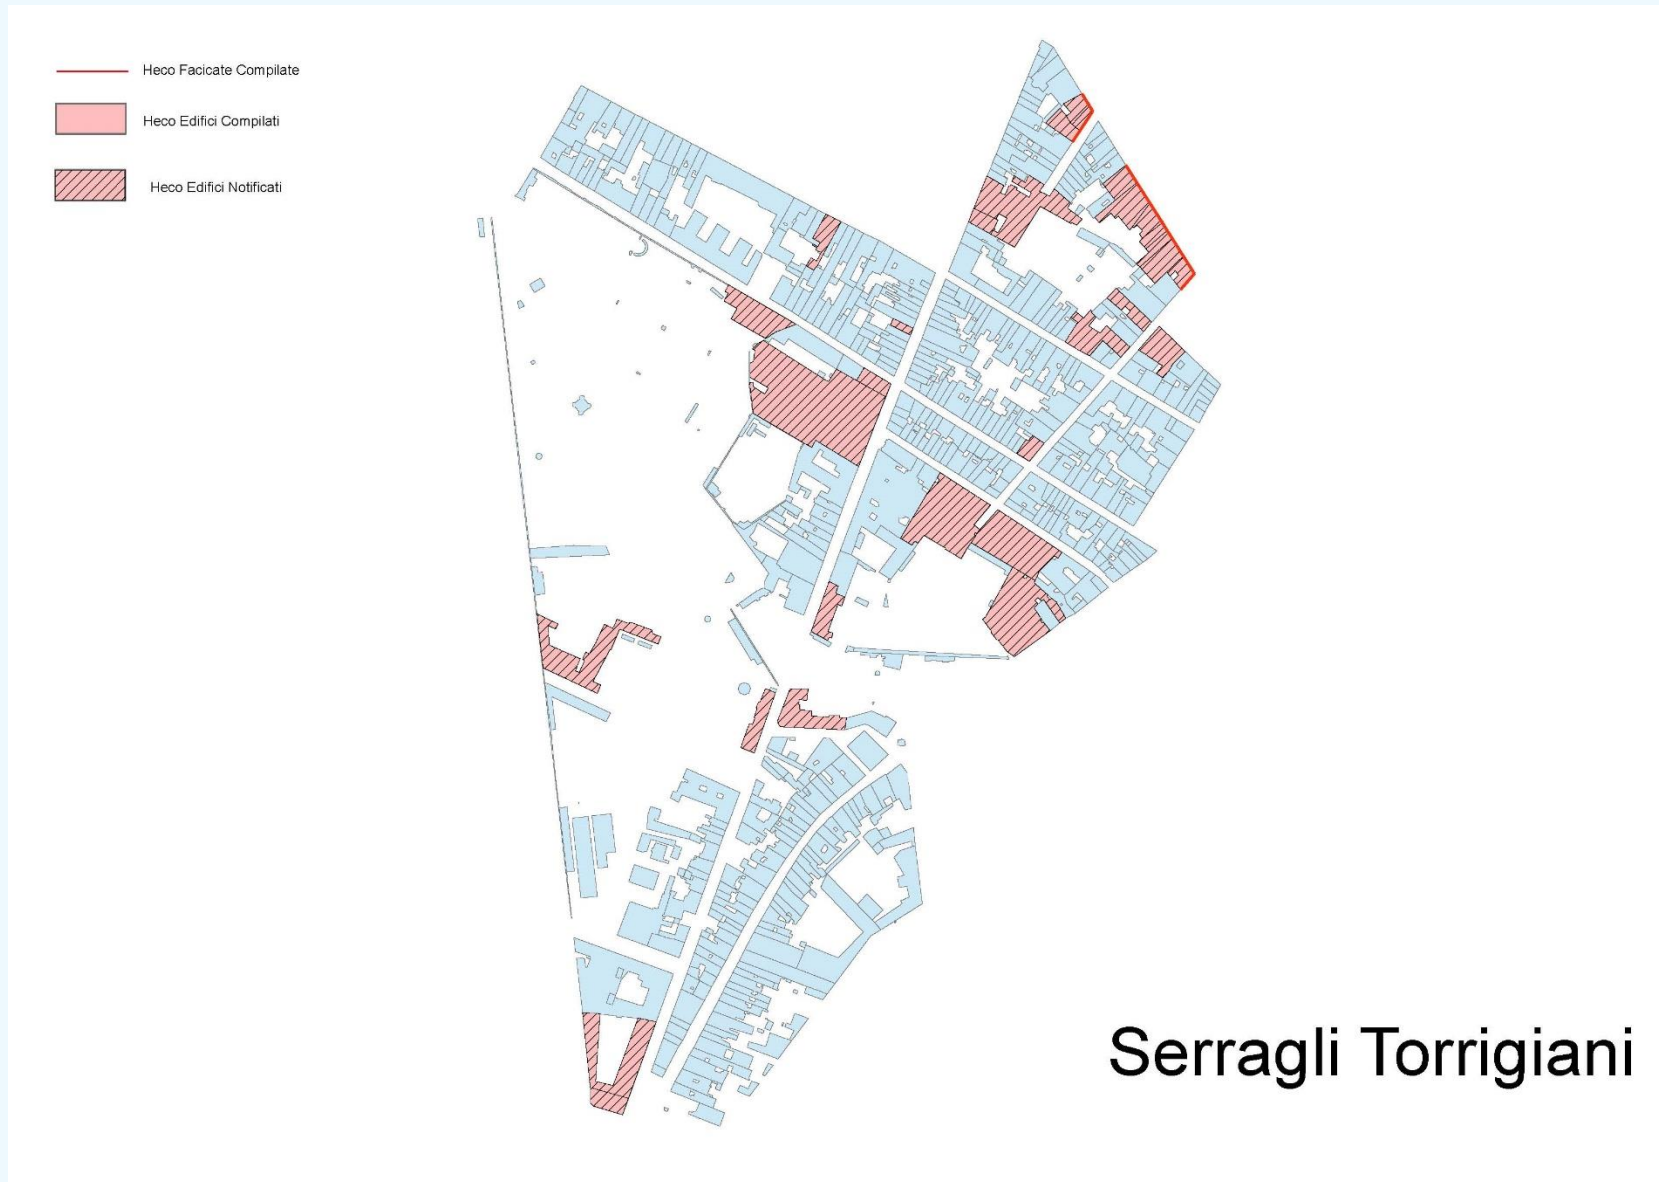 Heco Facicate Compilate
Heco Edifici Compilati
Heco Edifici Notificati
Serragli Torrigiani